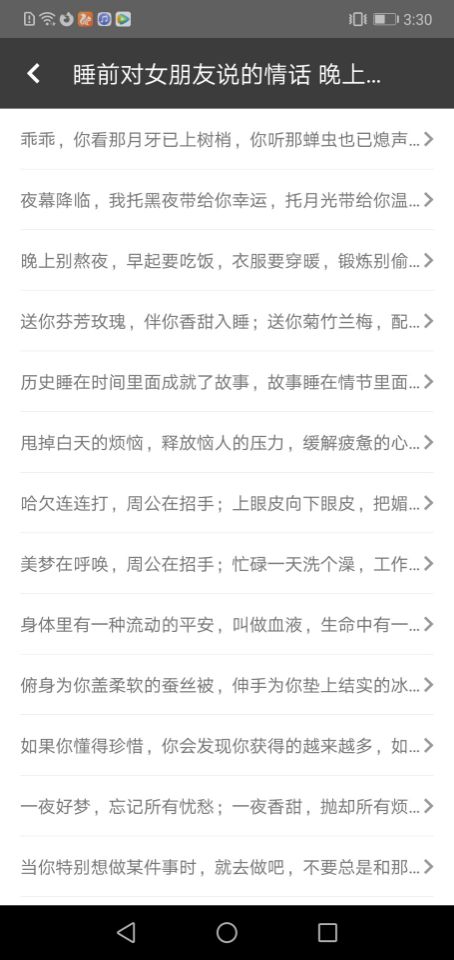 3:30
睡前对女朋友说的情话 晚上...
乖乖，你看那月牙已上树梢，你听那蝉虫也已熄声...
夜幕降临，我托黑夜带给你幸运，托月光带给你温...
晚上别熬夜，早起要吃饭，衣服要穿暖，锻炼别偷...
送你芬芳玫瑰，伴你香甜入睡；送你菊竹兰梅，配...
历史睡在时间里面成就了故事，故事睡在情节里面...
甩掉白天的烦恼，释放恼人的压力，缓解疲惫的心...
哈欠连连打，周公在招手；上眼皮向下眼皮，把媚...
美梦在呼唤，周公在招手；忙碌一天洗个澡，工作...
身体里有一种流动的平安，叫做血液，生命中有一...
俯身为你盖柔软的蚕丝被，伸手为你垫上结实的冰...
如果你懂得珍惜，你会发现你获得的越来越多，如...
一夜好梦，忘记所有忧愁；一夜香甜，抛却所有烦...
当你特别想做某件事时，就去做吧，不要总是和那...